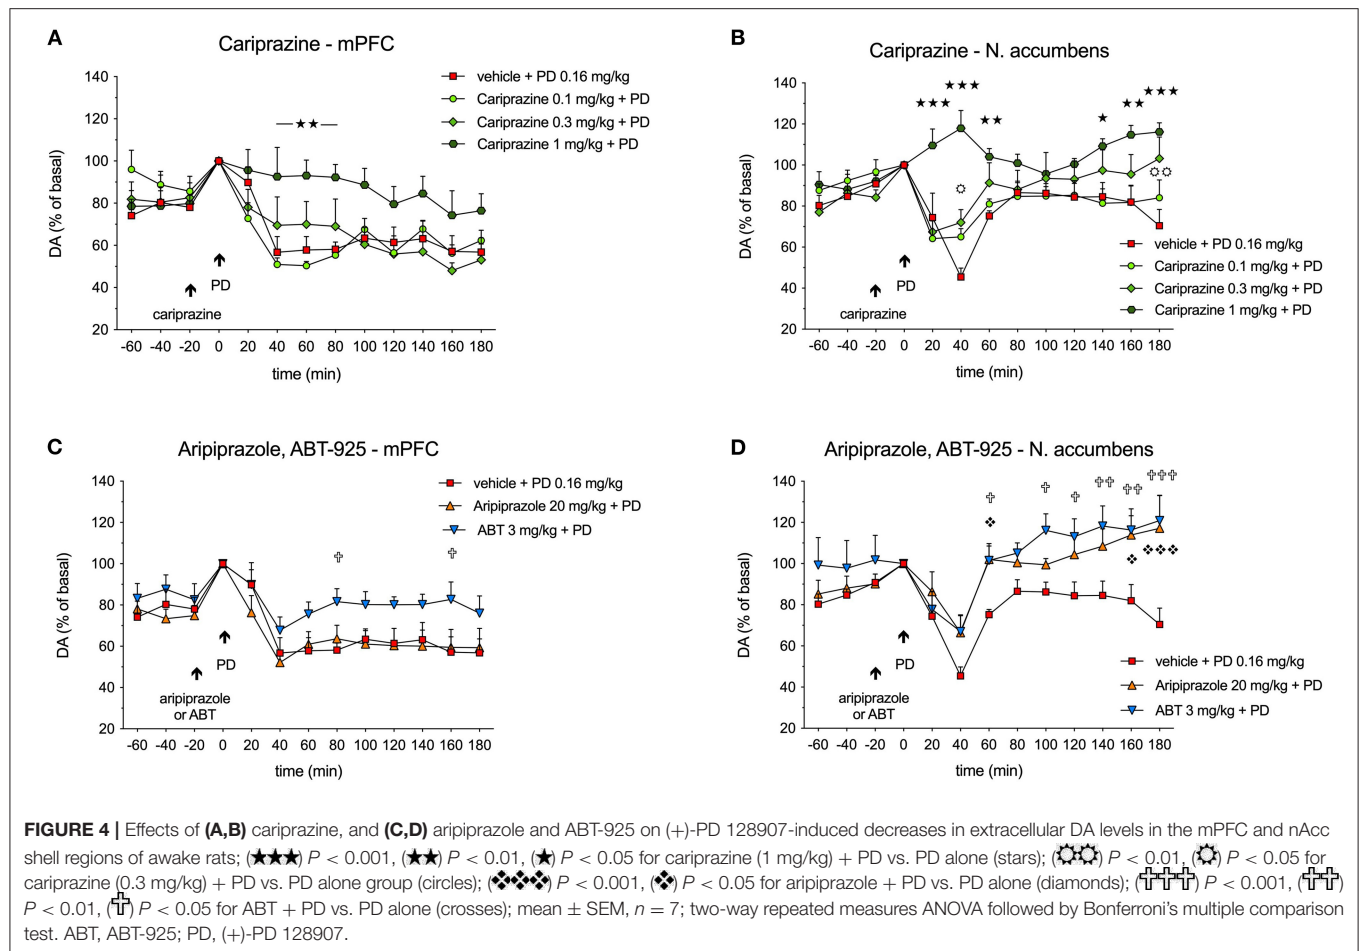 A
Cariprazine - mPFC
140
120
100
80
60
40
20
DA (% of basal)
vehicle + PD 0.16 mg/kg
Cariprazine 0.1 mg/kg + PD
Cariprazine 0.3 mg/kg + PD
Cariprazine 1 mg/kg + PD
★★
PD
cariprazine
-60 -40 -20 0 20 40 60 80 100 120 140 160 180
time (min)
B
Cariprazine - N. accumbens
140
120
100
80
60
40
20
DA (% of basal)
★★★ ★★★ ★★ ★ ★★ ★★★
PD
cariprazine
vehicle + PD 0.16 mg/kg
Cariprazine 0.1 mg/kg + PD
Cariprazine 0.3 mg/kg + PD
Cariprazine 1 mg/kg + PD
-60 -40 -20 0 20 40 60 80 100 120 140 160 180
time (min)
C
Aripiprazole, ABT-925 - mPFC
140
120
100
80
60
40
20
DA (% of basal)
vehicle + PD 0.16 mg/kg
Aripiprazole 20 mg/kg + PD
ABT 3 mg/kg + PD
PD
aripiprazole
or ABT
-60 -40 -20 0 20 40 60 80 100 120 140 160 180
time (min)
D
Aripiprazole, ABT-925 - N. accumbens
140
120
100
80
60
40
20
DA (% of basal)
PD
aripiprazole
or ABT
vehicle + PD 0.16 mg/kg
Aripiprazole 20 mg/kg + PD
ABT 3 mg/kg + PD
-60 -40 -20 0 20 40 60 80 100 120 140 160 180
time (min)
FIGURE 4 | Effects of (A,B) cariprazine, and (C,D) aripiprazole and ABT-925 on (+)-PD 128907-induced decreases in extracellular DA levels in the mPFC and nAcc
shell regions of awake rats; (★★★) P < 0.001, (★★) P < 0.01, (★) P < 0.05 for cariprazine (1 mg/kg) + PD vs. PD alone (stars); (✪✪) P < 0.01, (✪) P < 0.05 for
cariprazine (0.3 mg/kg) + PD vs. PD alone group (circles); (❖❖❖) P < 0.001, (❖) P < 0.05 for aripiprazole + PD vs. PD alone (diamonds); (✞✞✞) P < 0.001, (✞✞)
P < 0.01, (✞) P < 0.05 for ABT + PD vs. PD alone (crosses); mean ± SEM, n = 7; two-way repeated measures ANOVA followed by Bonferroni's multiple comparison
test. ABT, ABT-925; PD, (+)-PD 128907.